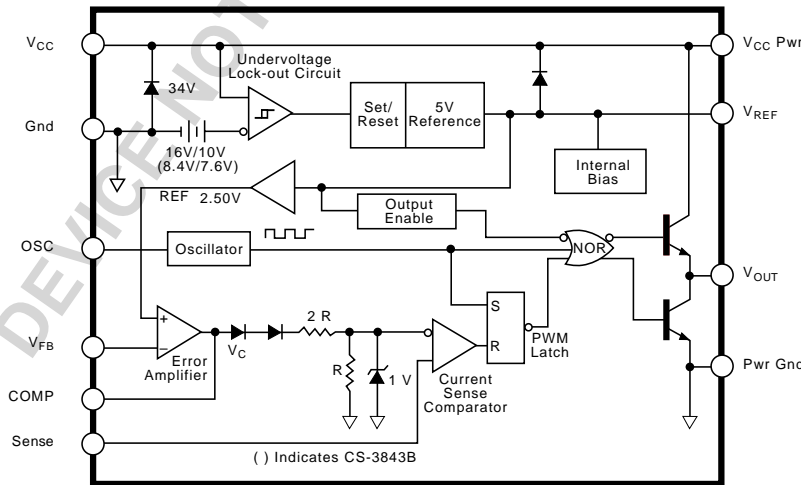 VCC
Undervoltage
Lock-out Circuit
VCC Pwr
34V
Set/
Reset
5V
Reference
VREF
Gnd
16V/10V
(8.4V/7.6V)
Internal
Bias
REF 2.50V
Output
Enable
OSC
Oscillator
NOR
VOUT
S
R
2 R
PWM
Latch
+
–
VFB
VC
Error
Amplifier
R
1 V
Current
Sense
Comparator
Pwr Gnd
COMP
Sense
( ) Indicates CS-3843B
DEVICE NOT